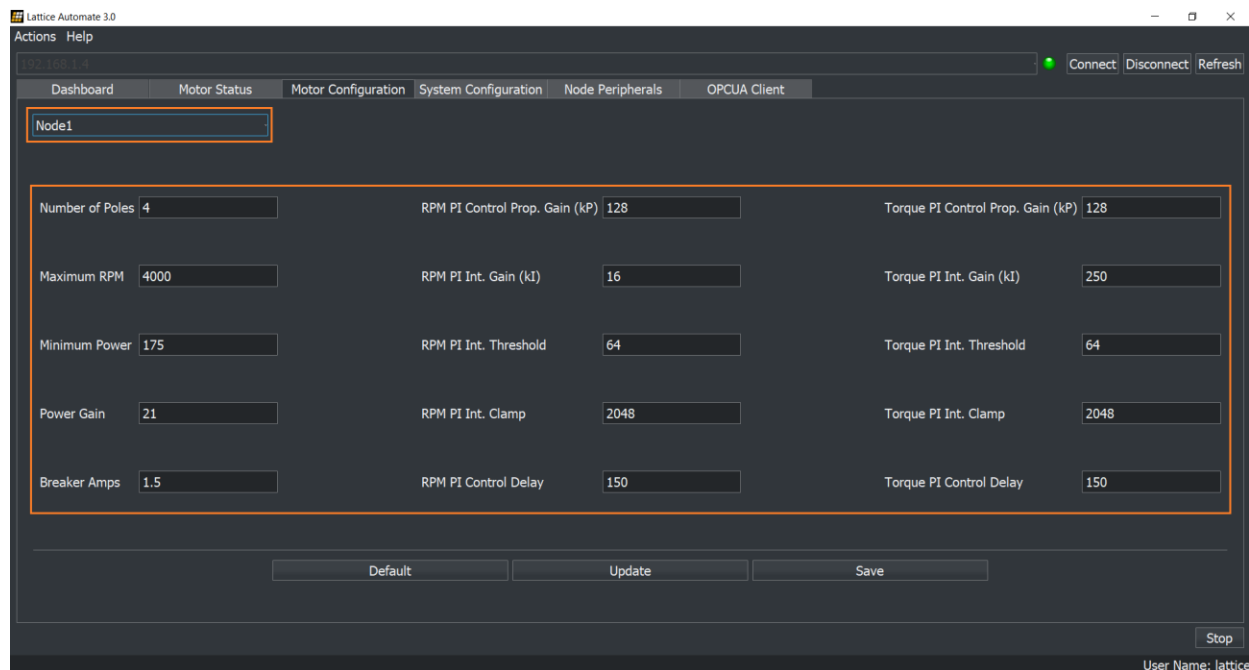 Lattice Automate 3.0
Actions Help
192.168.1.4 Connect Disconnect Refresh
Dashboard Motor Status Motor Configuration System Configuration Node Peripherals OPCUA Client
Node1
Number of Poles 4 RPM PI Control Prop. Gain (kP) 128 Torque PI Control Prop. Gain (kP) 128
Maximum RPM 4000 RPM PI Int. Gain (kI) 16 Torque PI Int. Gain (kI) 250
Minimum Power 175 RPM PI Int. Threshold 64 Torque PI Int. Threshold 64
Power Gain 21 RPM PI Int. Clamp 2048 Torque PI Int. Clamp 2048
Breaker Amps 1.5 RPM PI Control Delay 150 Torque PI Control Delay 150
Default Update Save
Stop
User Name: lattice